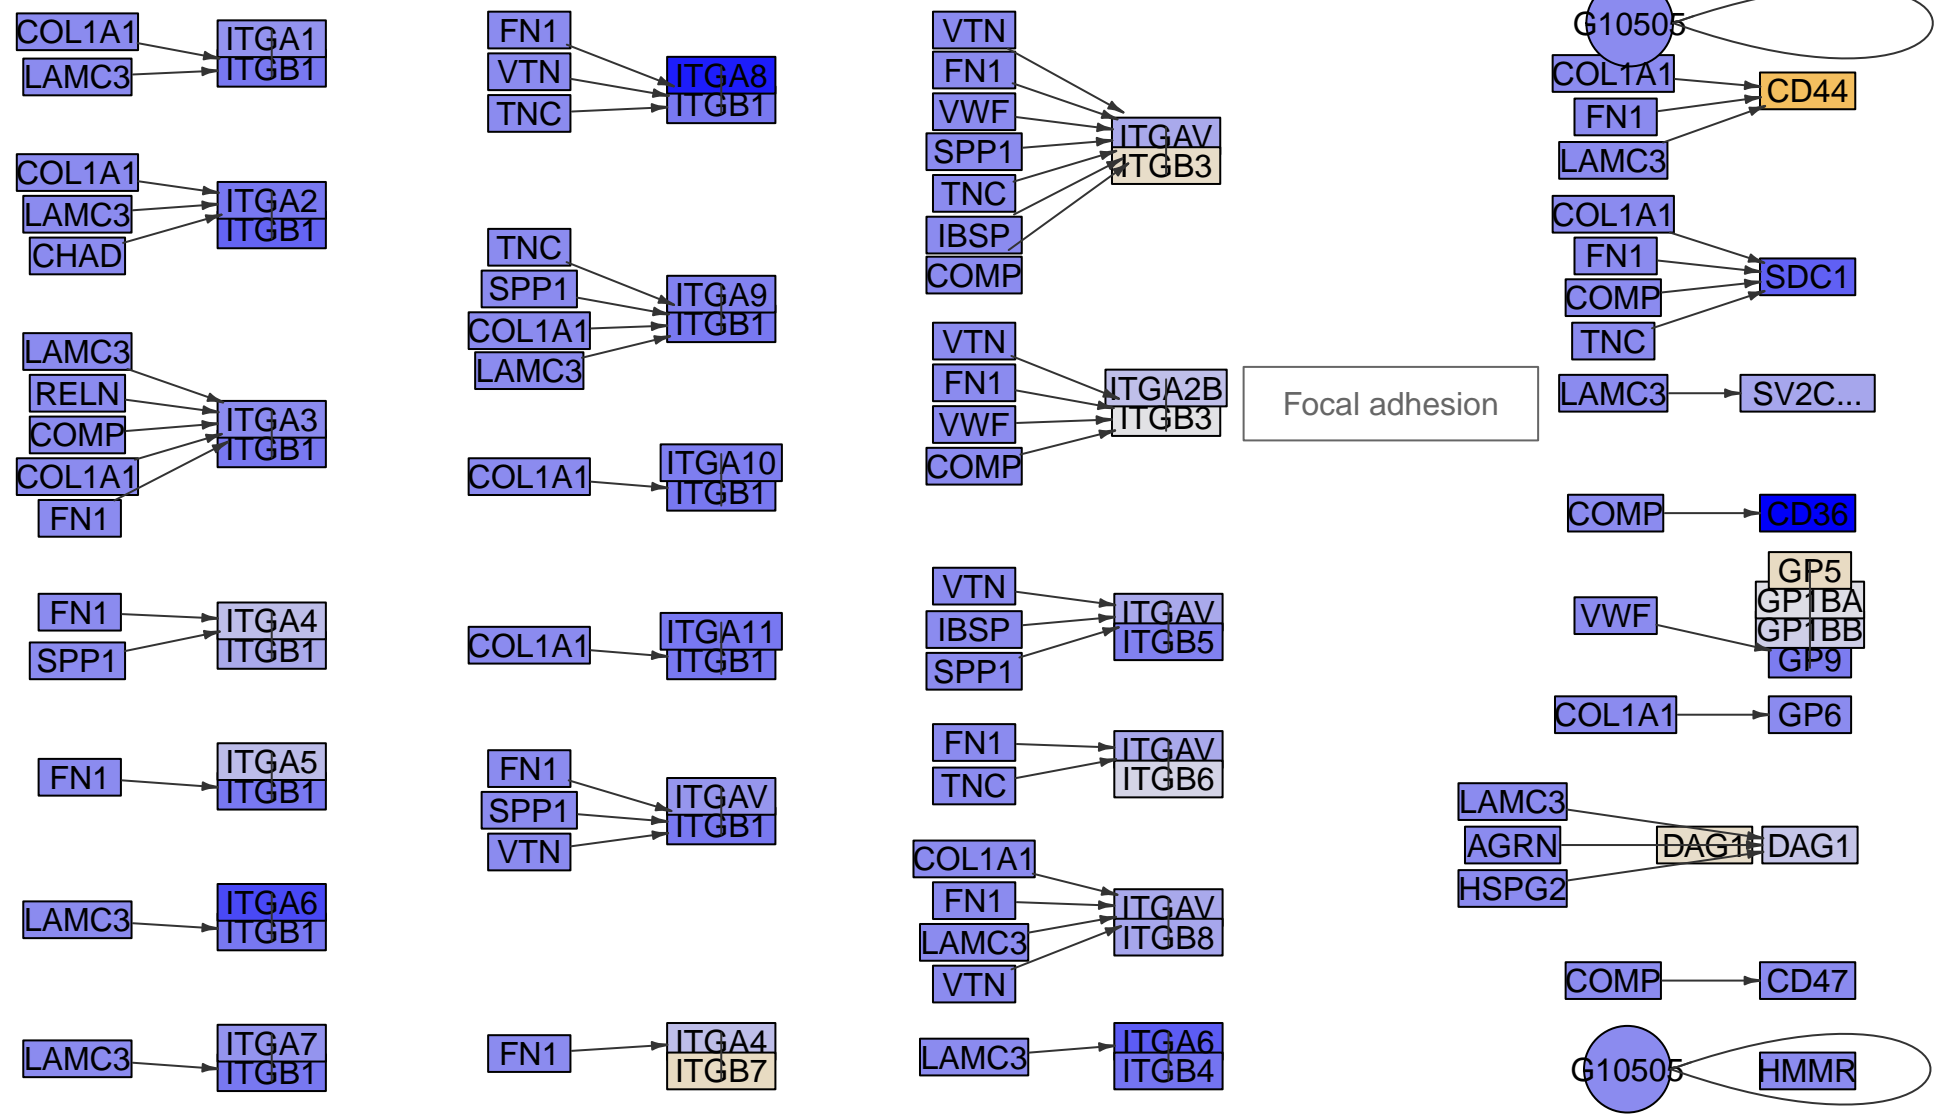 COL1A1
LAMC3
ITGA1
ITGB1
COL1A1
LAMC3
CHAD
ITGA2
ITGB1
LAMC3
RELN
COMP
COL1A1
FN1
ITGA3
ITGB1
FN1
SPP1
ITGA4
ITGB1
FN1
ITGA5
ITGB1
LAMC3
ITGA6
ITGB1
LAMC3
ITGA7
ITGB1
FN1
VTN
TNC
ITGA8
ITGB1
TNC
SPP1
COL1A1
LAMC3
ITGA9
ITGB1
COL1A1
ITGA10
ITGB1
COL1A1
ITGA11
ITGB1
FN1
SPP1
VTN
ITGAV
ITGB1
FN1
ITGA4
ITGB7
VTN
FN1
VWF
SPP1
TNC
IBSP
COMP
ITGAV
ITGB3
VTN
FN1
VWF
COMP
ITGA2B
ITGB3
Focal adhesion
VTN
IBSP
SPP1
ITGAV
ITGB5
FN1
TNC
ITGAV
ITGB6
COL1A1
FN1
LAMC3
VTN
ITGAV
ITGB8
LAMC3
ITGA6
ITGB4
G10505
COL1A1
FN1
LAMC3
CD44
COL1A1
FN1
COMP
TNC
SDC1
LAMC3
SV2C...
COMP
CD36
VWF
GP5
GP1BA
GP1BB
GP9
COL1A1
GP6
LAMC3
AGRN
HSPG2
DAG1
DAG1
COMP
CD47
G10505
HMMR